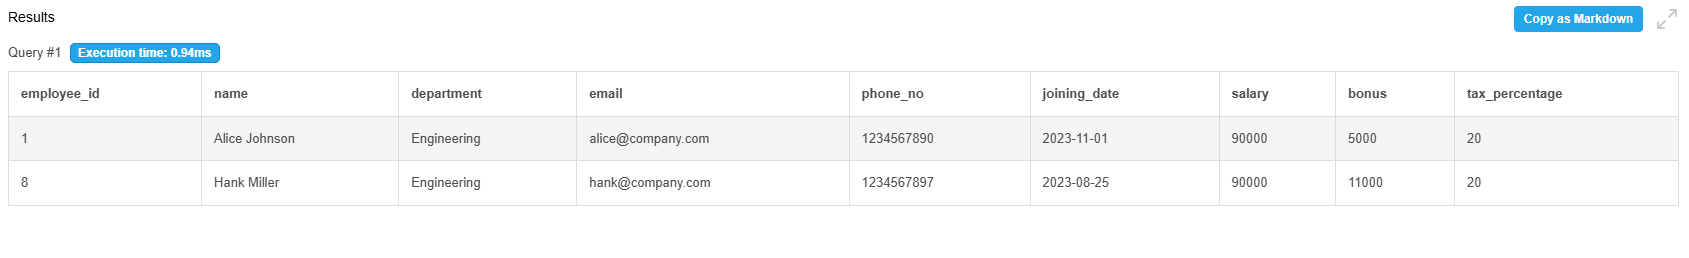 Results
Copy as Markdown
Query #1 Execution time: 0.94ms
employee_id name department email phone_no joining_date salary bonus tax_percentage
1 Alice Johnson Engineering alice@company.com 1234567890 2023-11-01 90000 5000 20
8 Hank Miller Engineering hank@company.com 1234567897 2023-08-25 90000 11000 20